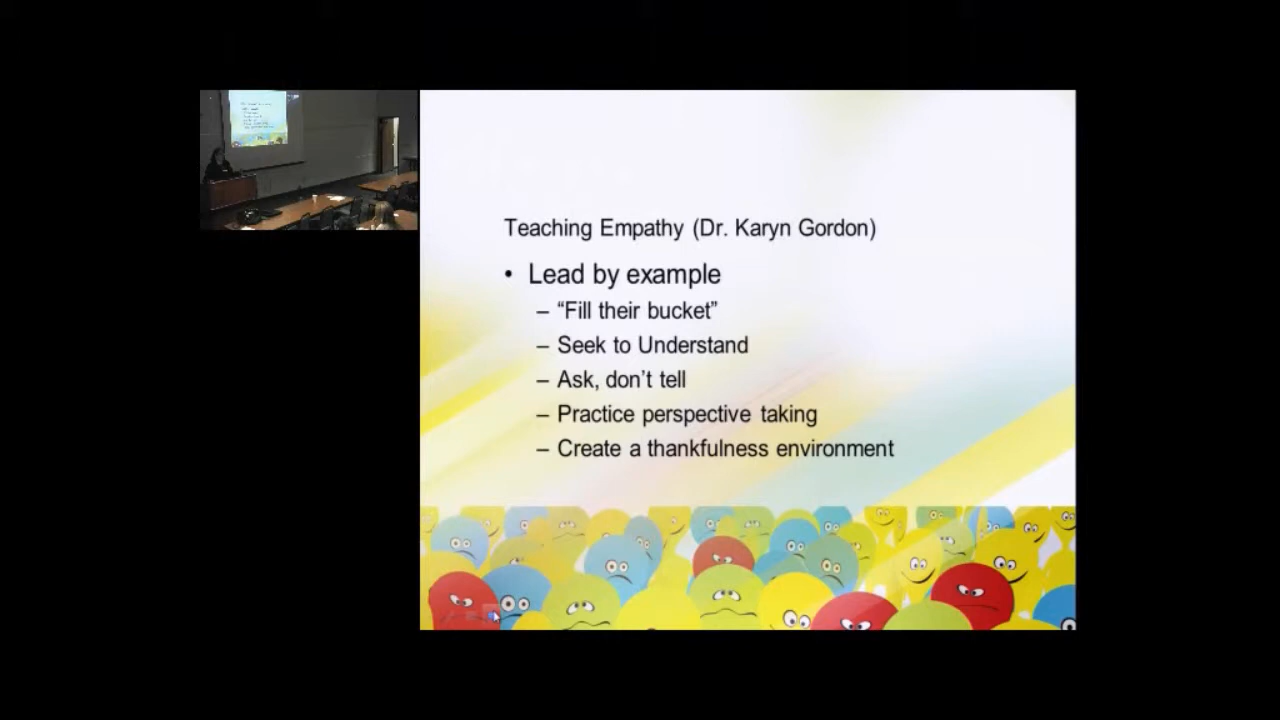 Teaching Empathy (Dr. Karyn Gordon)
• Lead by example
– “Fill their bucket”
– Seek to Understand
– Ask, don’t tell
– Practice perspective taking
– Create a thankfulness environment